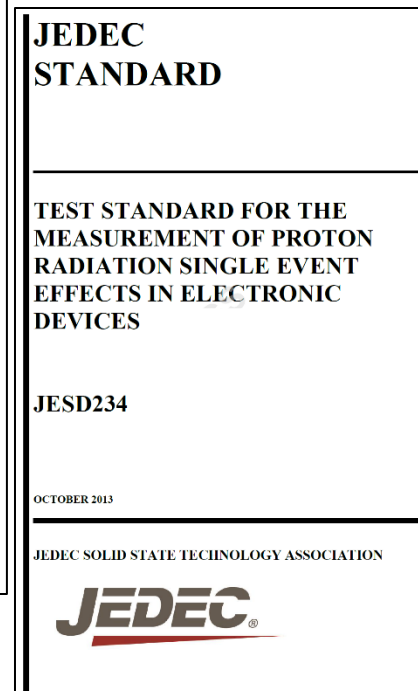 JEDEC
STANDARD
TEST STANDARD FOR THE
MEASUREMENT OF PROTON
RADIATION SINGLE EVENT
EFFECTS IN ELECTRONIC
DEVICES
JESD234
OCTOBER 2013
JEDEC SOLID STATE TECHNOLOGY ASSOCIATION
JEDEC®